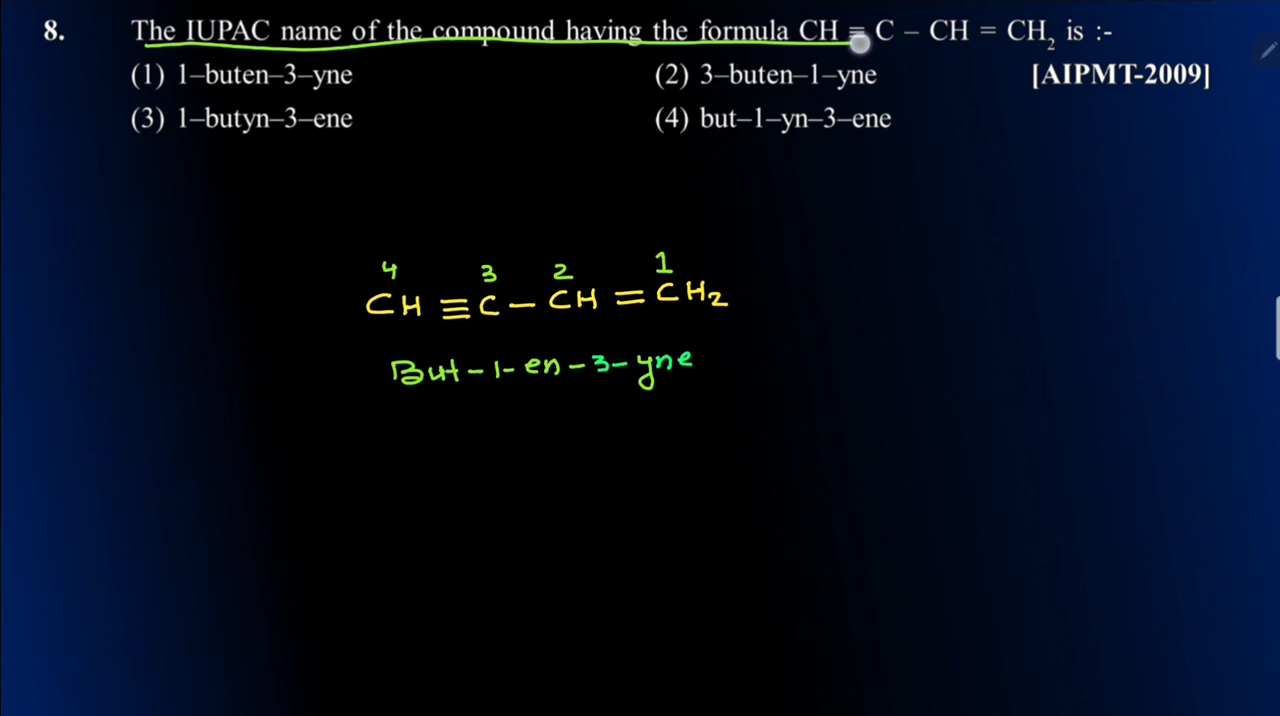 8. The IUPAC name of the compound having the formula CH ≡ C – CH = CH₂ is :-
(1) 1–buten–3–yne (2) 3–buten–1–yne [AIPMT-2009]
(3) 1–butyn–3–ene (4) but–1–yn–3–ene
4 3 2 1
CH ≡ C – CH = CH₂
But-1-en-3-yne